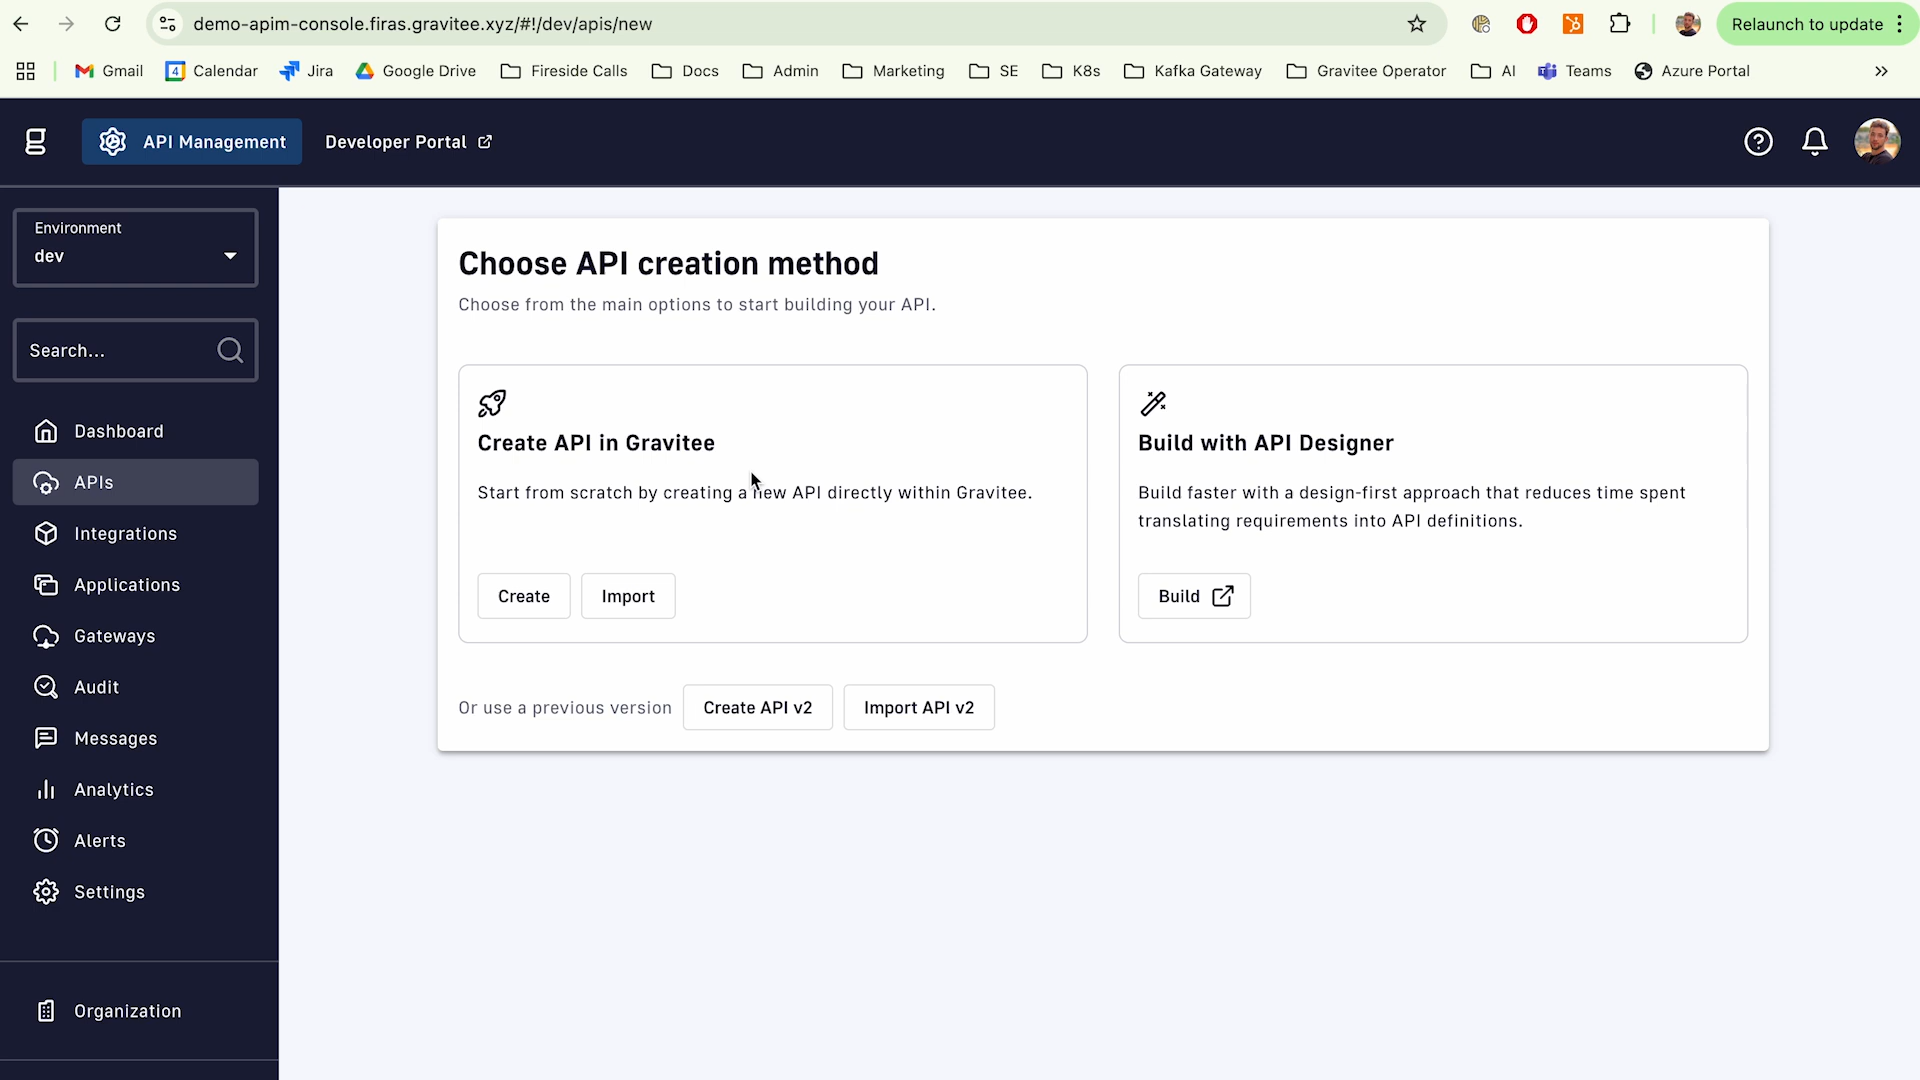 demo-apim-console.firas.gravitee.xyz/#!/dev/apis/new
Relaunch to update
Gmail
4
Calendar
Jira
Google Drive
Fireside Calls
Docs
Admin
Marketing
SE
K8s
Kafka Gateway
Gravitee Operator
AI
Teams
Azure Portal
API Management
Developer Portal
Environment
dev
Search...
Dashboard
APIs
Integrations
Applications
Gateways
Audit
Messages
Analytics
Alerts
Settings
Organization
Choose API creation method
Choose from the main options to start building your API.
Create API in Gravitee
Start from scratch by creating a new API directly within Gravitee.
Create
Import
Build with API Designer
Build faster with a design-first approach that reduces time spent
translating requirements into API definitions.
Build
Or use a previous version
Create API v2
Import API v2